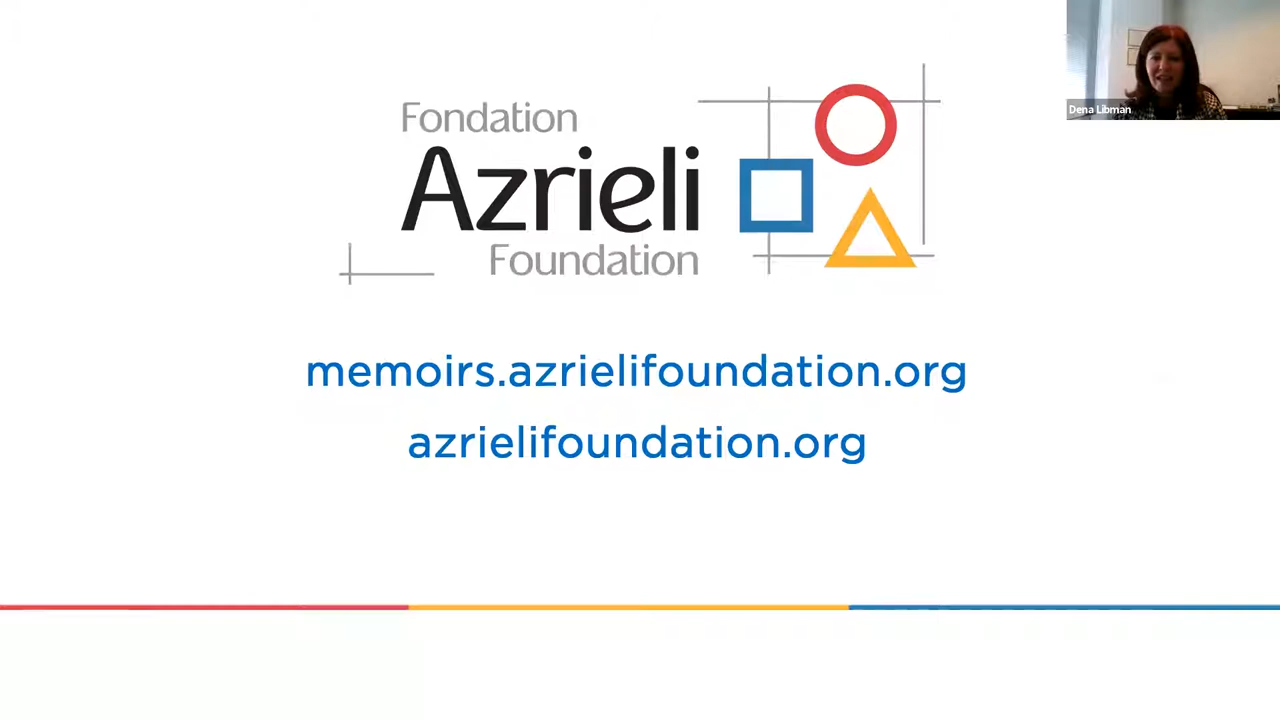 Fondation
Azrieli
Foundation
memoirs.azrielifoundation.org
azrielifoundation.org
Dena Libman